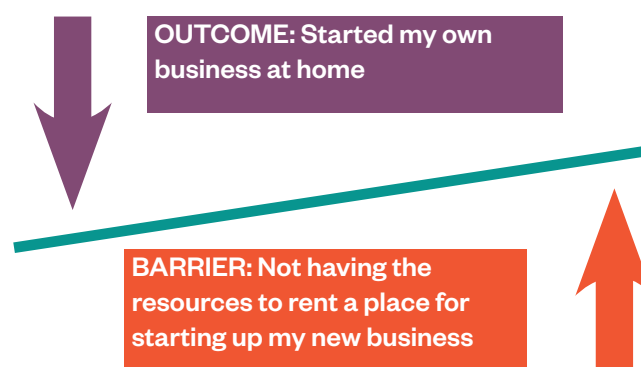 OUTCOME: Started my own
business at home
BARRIER: Not having the
resources to rent a place for
starting up my new business